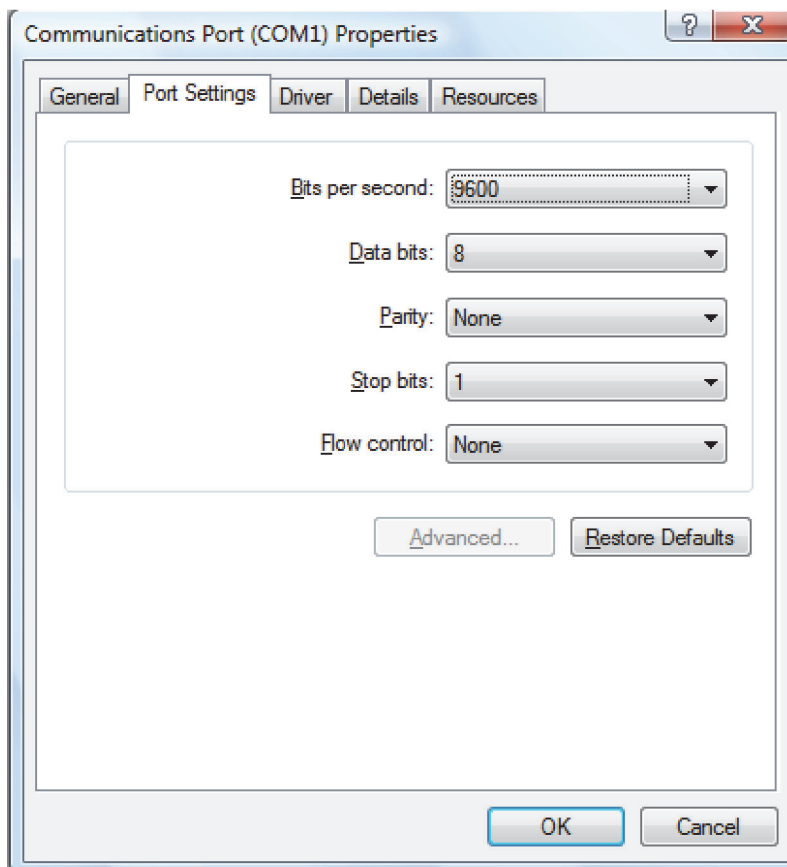 Communications Port (COM1) Properties
General Port Settings Driver Details Resources
Bits per second: 9600
Data bits: 8
Parity: None
Stop bits: 1
Flow control: None
Advanced... Restore Defaults
OK Cancel